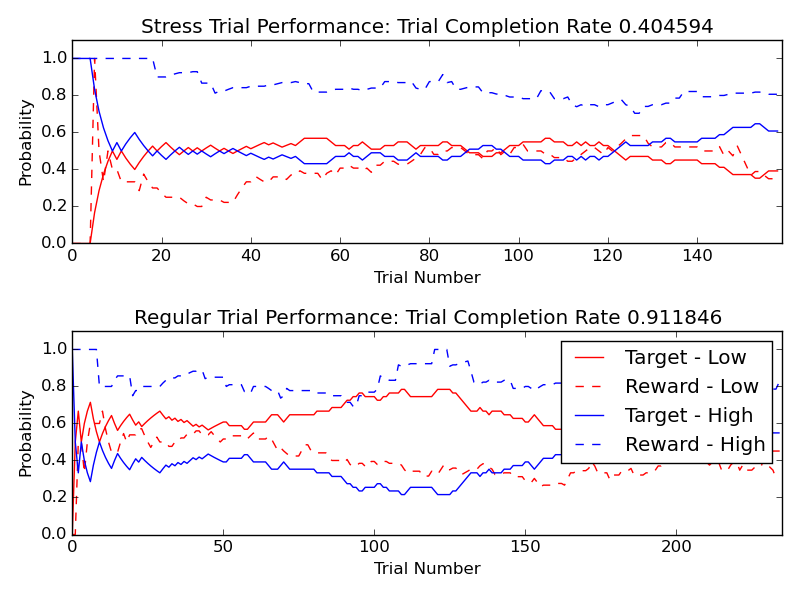 Stress Trial Performance: Trial Completion Rate 0.404594
1.0
0.8
0.6
0.4
0.2
0.0
Probability
0 20 40 60 80 100 120 140
Trial Number
Regular Trial Performance: Trial Completion Rate 0.911846
1.0
0.8
0.6
0.4
0.2
0.0
Probability
Target - Low
Reward - Low
Target - High
Reward - High
0 50 100 150 200
Trial Number